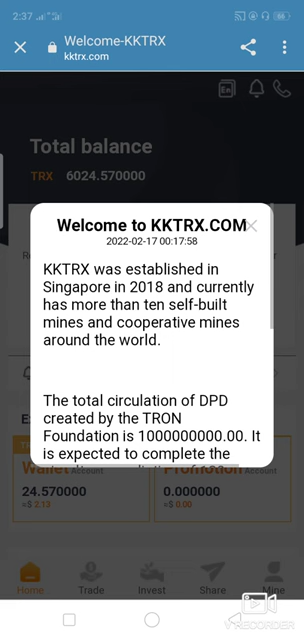 2:37
66
Welcome-KKTRX
kktrx.com
En
Total balance
TRX 6024.570000
Welcome to KKTRX.COM
2022-02-17 00:17:58
KKTRX was established in
Singapore in 2018 and currently
has more than ten self-built
mines and cooperative mines
around the world.
The total circulation of DPD
created by the TRON
Foundation is 1000000000.00. It
is expected to complete the
Wallet Account
Promotion Account
24.570000
0.000000
≈$ 2.13
≈$ 0.00
Home
Trade
Invest
Share
Mine
V RECORDER